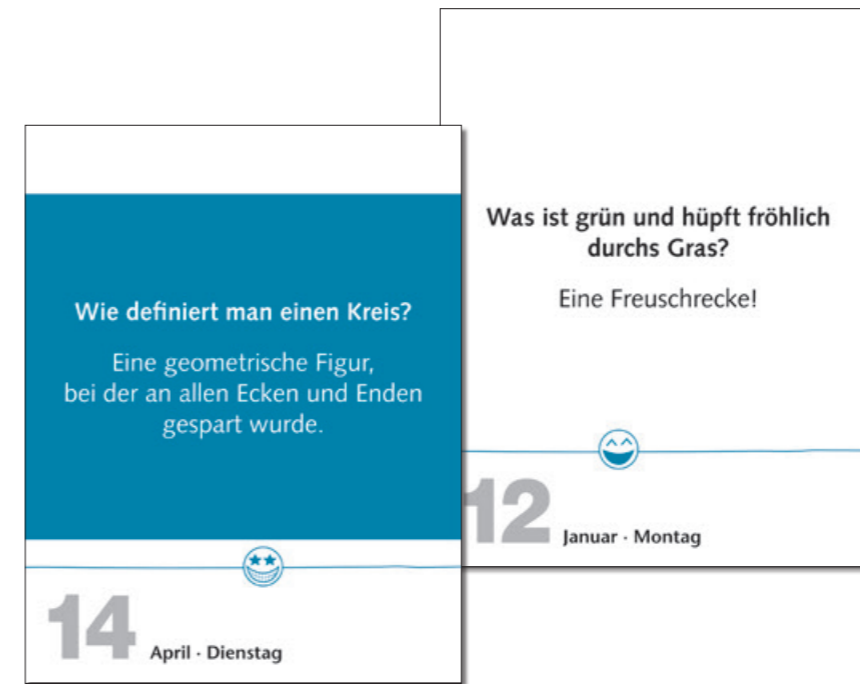 Wie definiert man einen Kreis?
Eine geometrische Figur,
bei der an allen Ecken und Enden
gespart wurde.
14 April · Dienstag
Was ist grün und hüpft fröhlich
durchs Gras?
Eine Freuschrecke!
12 Januar · Montag